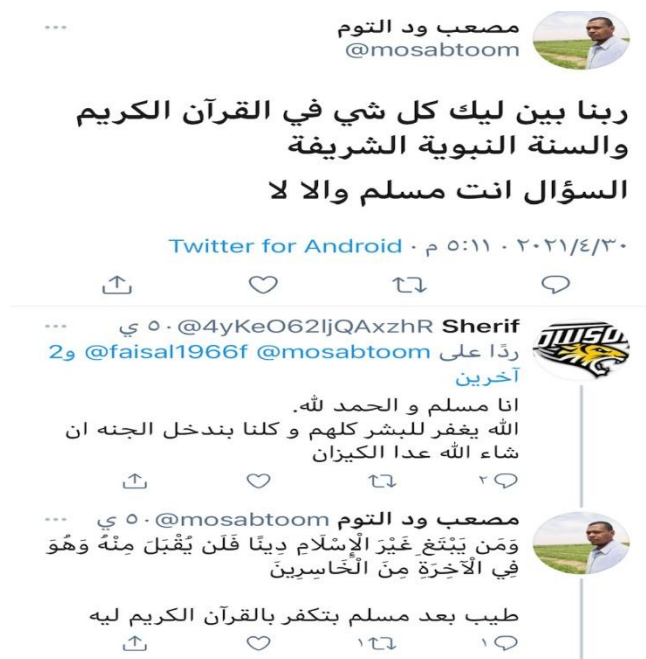 مصعب ود التوم
@mosabtoom
ربنا بين ليك كل شي في القرآن الكريم
والسنة النبوية الشريفة
السؤال انت مسلم والا لا
٢٠٢١/٤/٣٠ · ٥:١١ م · Twitter for Android
Sherif @4yKeO62IjQAxzhR · ٥٠ ي
ردًا على @faisal1966f @mosabtoom و2
آخرين
انا مسلم و الحمد لله.
الله يغفر للبشر كلهم و كلنا بندخل الجنه ان
شاء الله عدا الكيزان
٢
مصعب ود التوم @mosabtoom · ٥٠ ي
وَمَن يَبْتَغِ غَيْرَ الْإِسْلَامِ دِينًا فَلَن يُقْبَلَ مِنْهُ وَهُوَ
فِي الْآخِرَةِ مِنَ الْخَاسِرِينَ
طيب بعد مسلم بتكفر بالقرآن الكريم ليه
١ ١